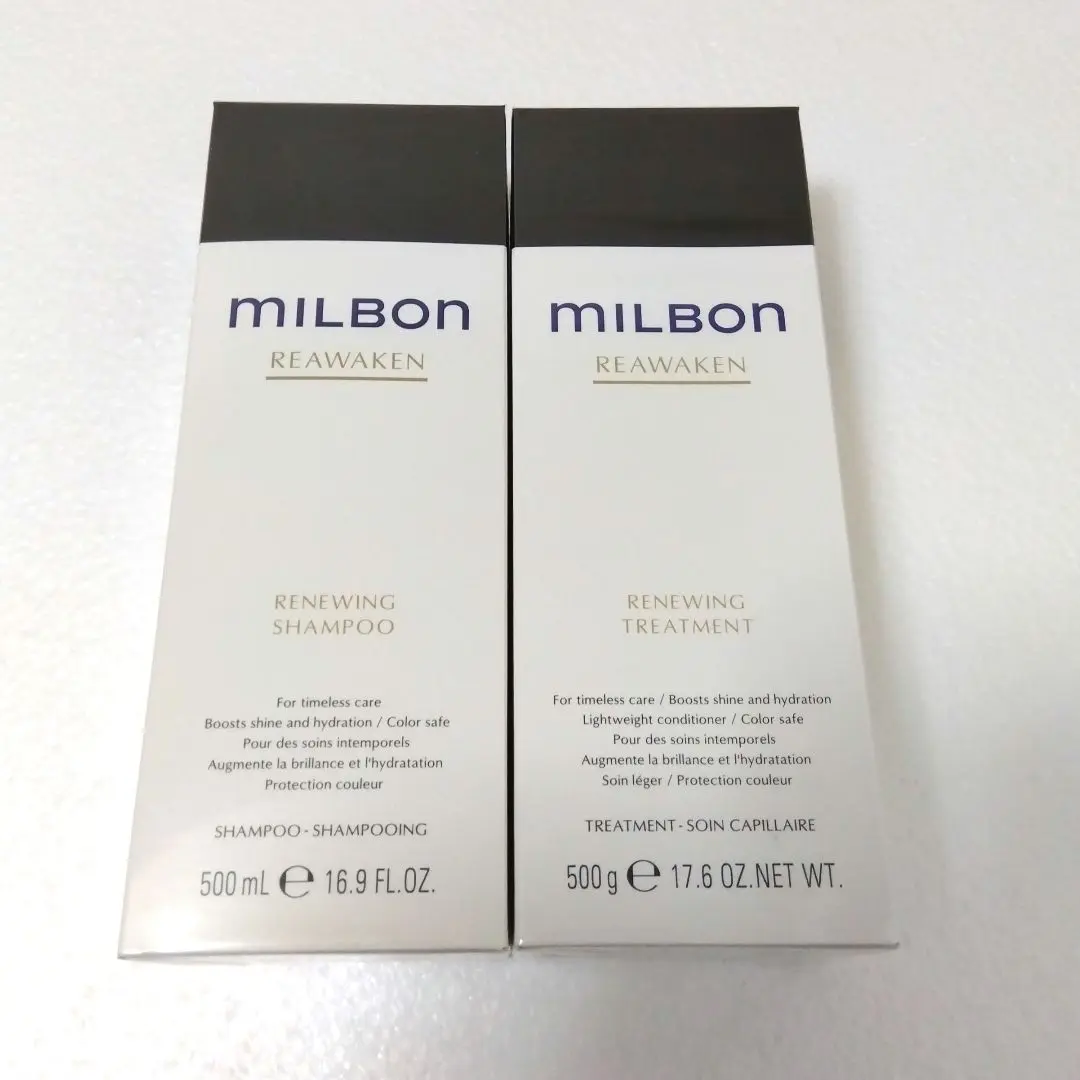 mILBON
REAWAKEN
RENEWING
SHAMPOO
For timeless care
Boosts shine and hydration / Color safe
Pour des soins intemporels
Augmente la brillance et l'hydratation
Protection couleur
SHAMPOO - SHAMPOOING
500 mL e 16.9 FL.OZ.
mILBON
REAWAKEN
RENEWING
TREATMENT
For timeless care / Boosts shine and hydration
Lightweight conditioner / Color safe
Pour des soins intemporels
Augmente la brillance et l'hydratation
Soin léger / Protection couleur
TREATMENT - SOIN CAPILLAIRE
500 g e 17.6 OZ.NET WT.